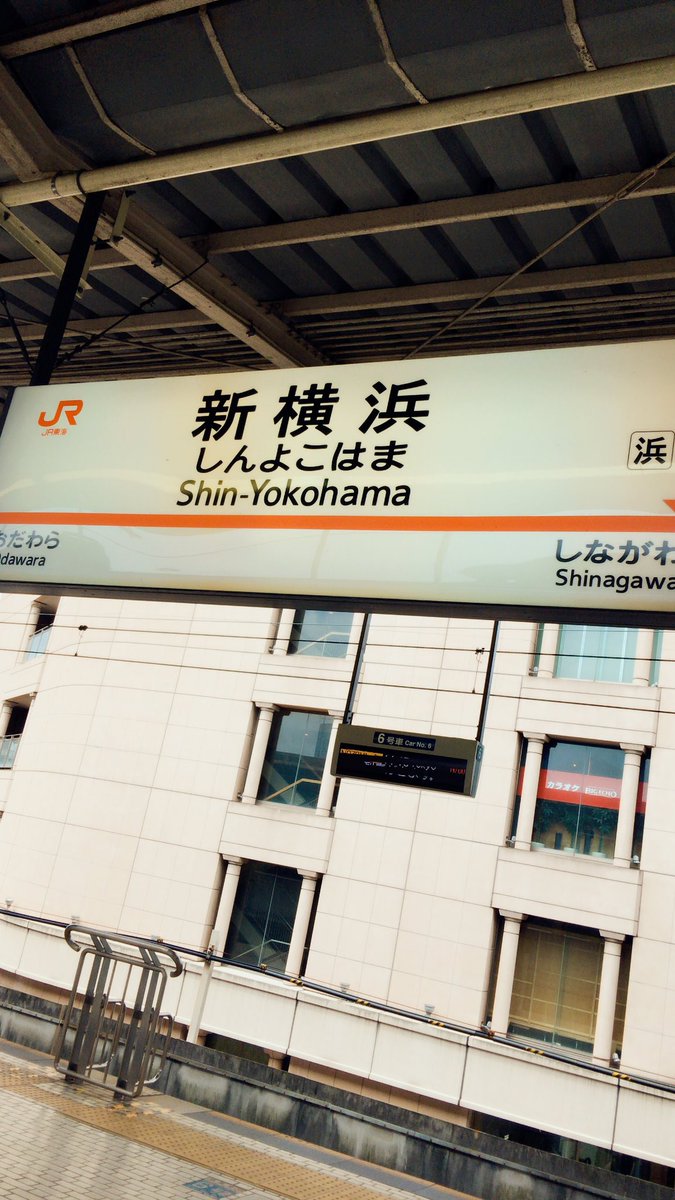 JR
JR東海
新横浜
しんよこはま
Shin-Yokohama
浜
おだわら
Odawara
しながわ
Shinagawa
6号車 Car No. 6
カラオケ